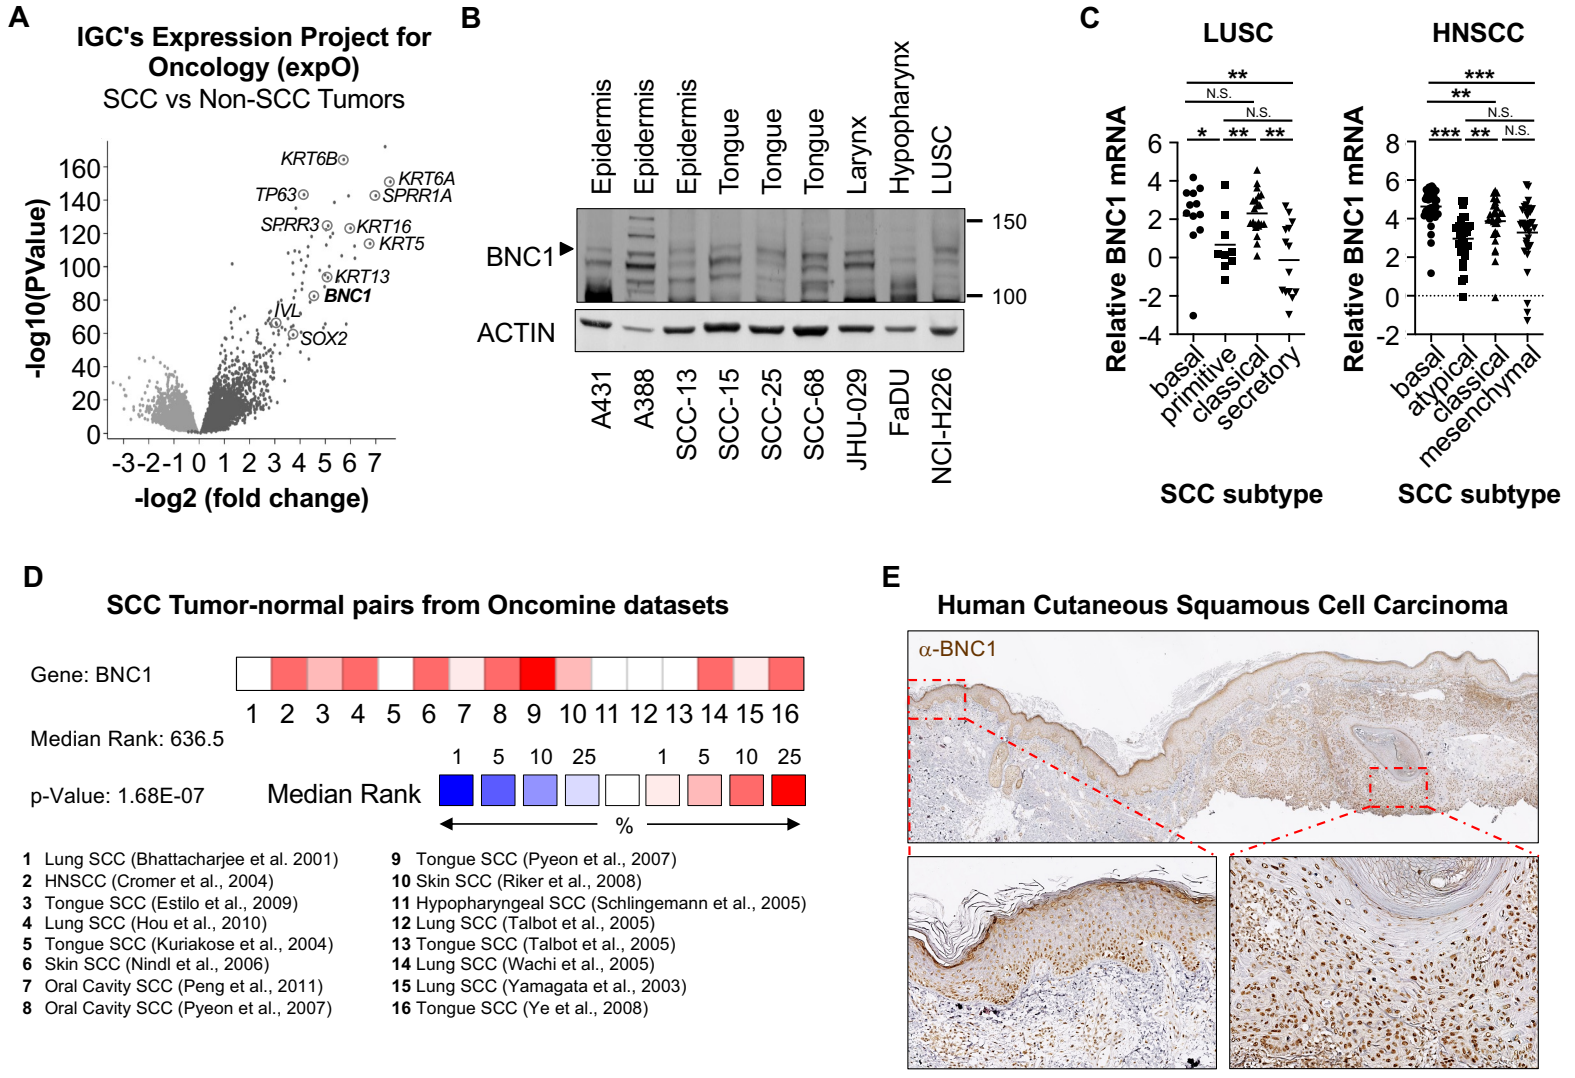 A
IGC's Expression Project for
Oncology (expO)
SCC vs Non-SCC Tumors
-log10(PValue)
160
140
120
100
80
60
40
20
0
KRT6B
KRT6A
TP63
SPRR1A
SPRR3
KRT16
KRT5
KRT13
BNC1
IVL
SOX2
-3 -2 -1 0 1 2 3 4 5 6 7
-log2 (fold change)
B
Epidermis
Epidermis
Epidermis
Tongue
Tongue
Tongue
Larynx
Hypopharynx
LUSC
BNC1
150
100
ACTIN
A431
A388
SCC-13
SCC-15
SCC-25
SCC-68
JHU-029
FaDU
NCI-H226
C
LUSC
**
N.S.
N.S.
* ** **
Relative BNC1 mRNA
6
4
2
0
-2
-4
basal
primitive
classical
secretory
SCC subtype
HNSCC
***
**
N.S.
*** ** N.S.
Relative BNC1 mRNA
8
6
4
2
0
-2
basal
atypical
classical
mesenchymal
SCC subtype
D
SCC Tumor-normal pairs from Oncomine datasets
Gene: BNC1
1 2 3 4 5 6 7 8 9 10 11 12 13 14 15 16
Median Rank: 636.5
1 5 10 25 1 5 10 25
p-Value: 1.68E-07
Median Rank
%
1 Lung SCC (Bhattacharjee et al. 2001)
2 HNSCC (Cromer et al., 2004)
3 Tongue SCC (Estilo et al., 2009)
4 Lung SCC (Hou et al., 2010)
5 Tongue SCC (Kuriakose et al., 2004)
6 Skin SCC (Nindl et al., 2006)
7 Oral Cavity SCC (Peng et al., 2011)
8 Oral Cavity SCC (Pyeon et al., 2007)
9 Tongue SCC (Pyeon et al., 2007)
10 Skin SCC (Riker et al., 2008)
11 Hypopharyngeal SCC (Schlingemann et al., 2005)
12 Lung SCC (Talbot et al., 2005)
13 Tongue SCC (Talbot et al., 2005)
14 Lung SCC (Wachi et al., 2005)
15 Lung SCC (Yamagata et al., 2003)
16 Tongue SCC (Ye et al., 2008)
E
Human Cutaneous Squamous Cell Carcinoma
α-BNC1